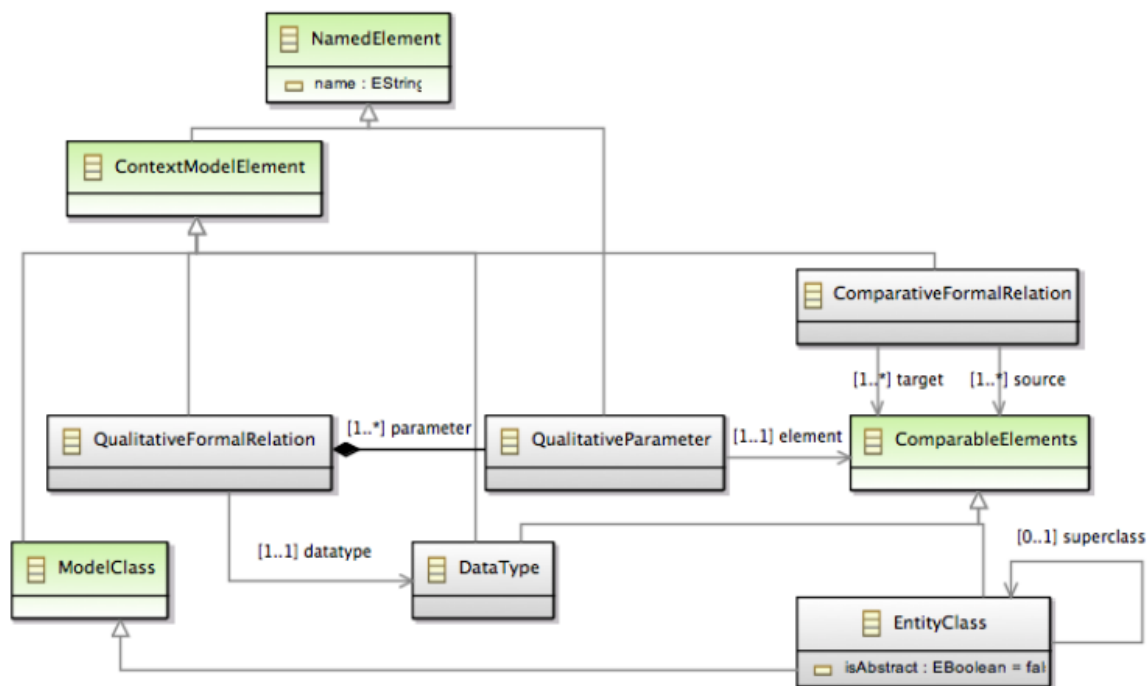 NamedElement
name : EString
ContextModelElement
ComparativeFormalRelation
[1..*] target
[1..*] source
QualitativeFormalRelation
[1..*] parameter
QualitativeParameter
[1..1] element
ComparableElements
[1..1] datatype
[0..1] superclass
ModelClass
DataType
EntityClass
isAbstract : EBoolean = fal